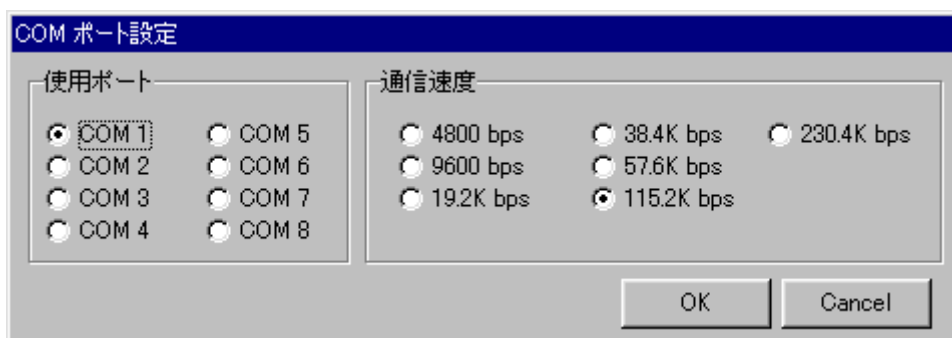 COM ポート設定
使用ポート
COM 1
COM 2
COM 3
COM 4
COM 5
COM 6
COM 7
COM 8
通信速度
4800 bps
9600 bps
19.2K bps
38.4K bps
57.6K bps
115.2K bps
230.4K bps
OK
Cancel